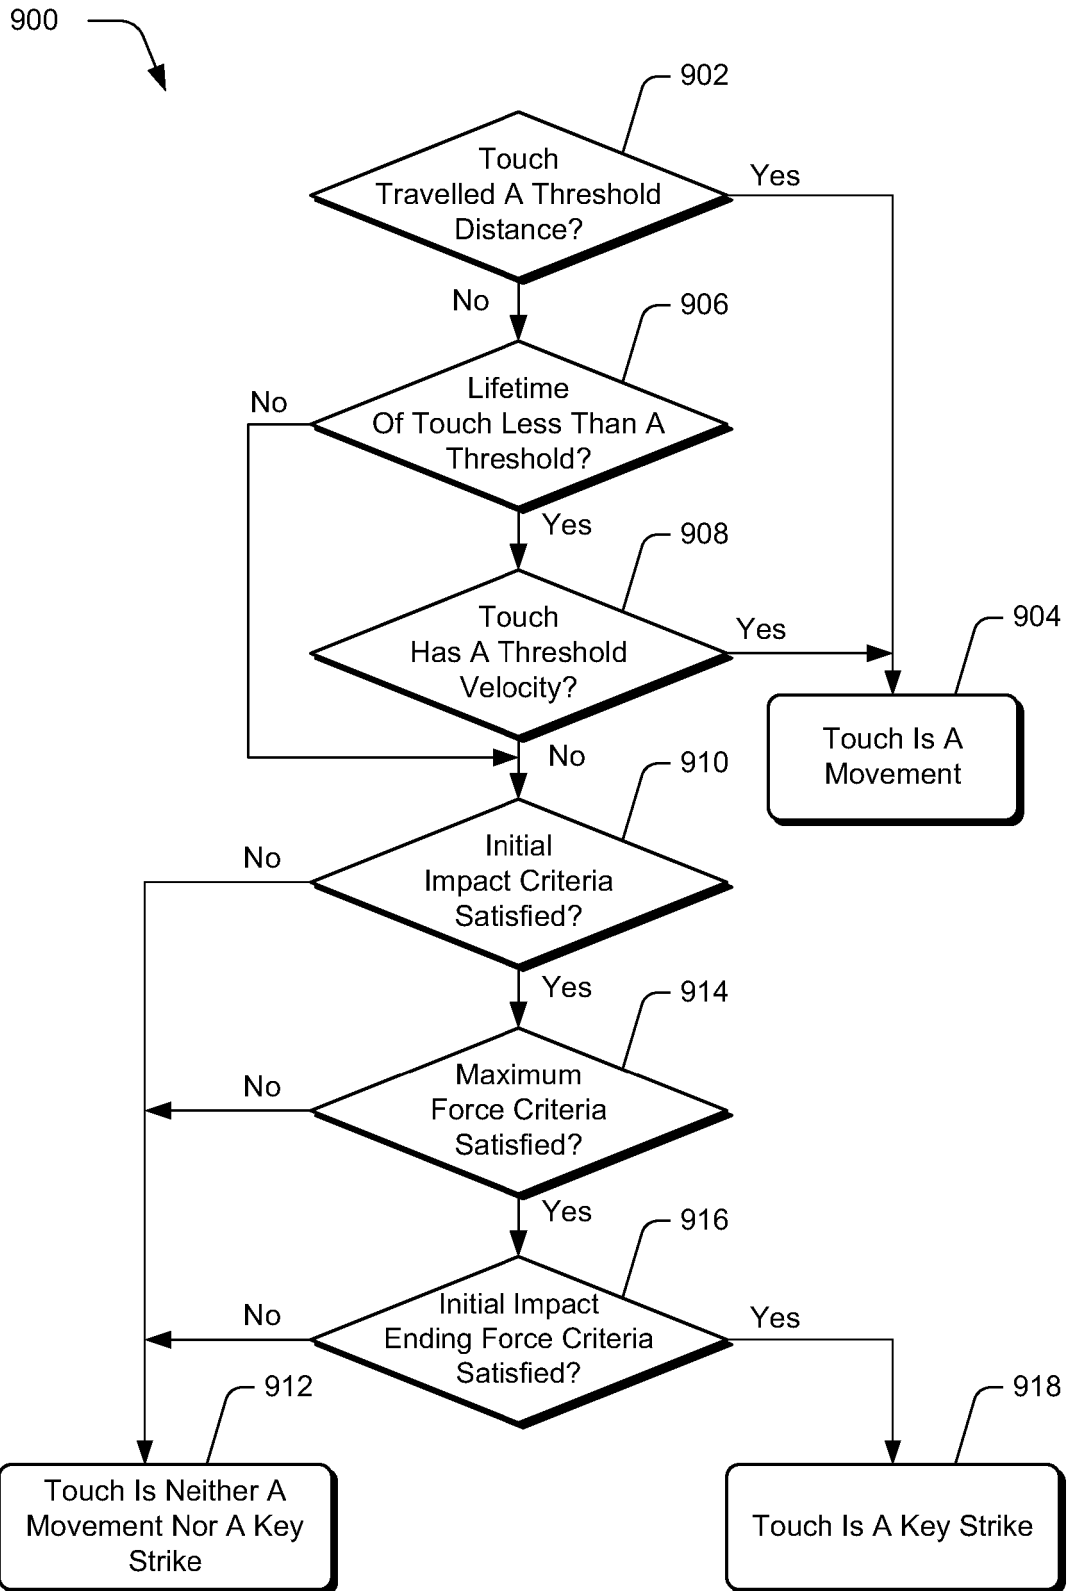 900
902
Touch
Travelled A Threshold
Distance?
Yes
No
906
Lifetime
Of Touch Less Than A
Threshold?
No
Yes
908
Touch
Has A Threshold
Velocity?
Yes
904
Touch Is A
Movement
No
910
Initial
Impact Criteria
Satisfied?
No
Yes
914
Maximum
Force Criteria
Satisfied?
No
Yes
916
Initial Impact
Ending Force Criteria
Satisfied?
No
Yes
912
Touch Is Neither A
Movement Nor A Key
Strike
918
Touch Is A Key Strike